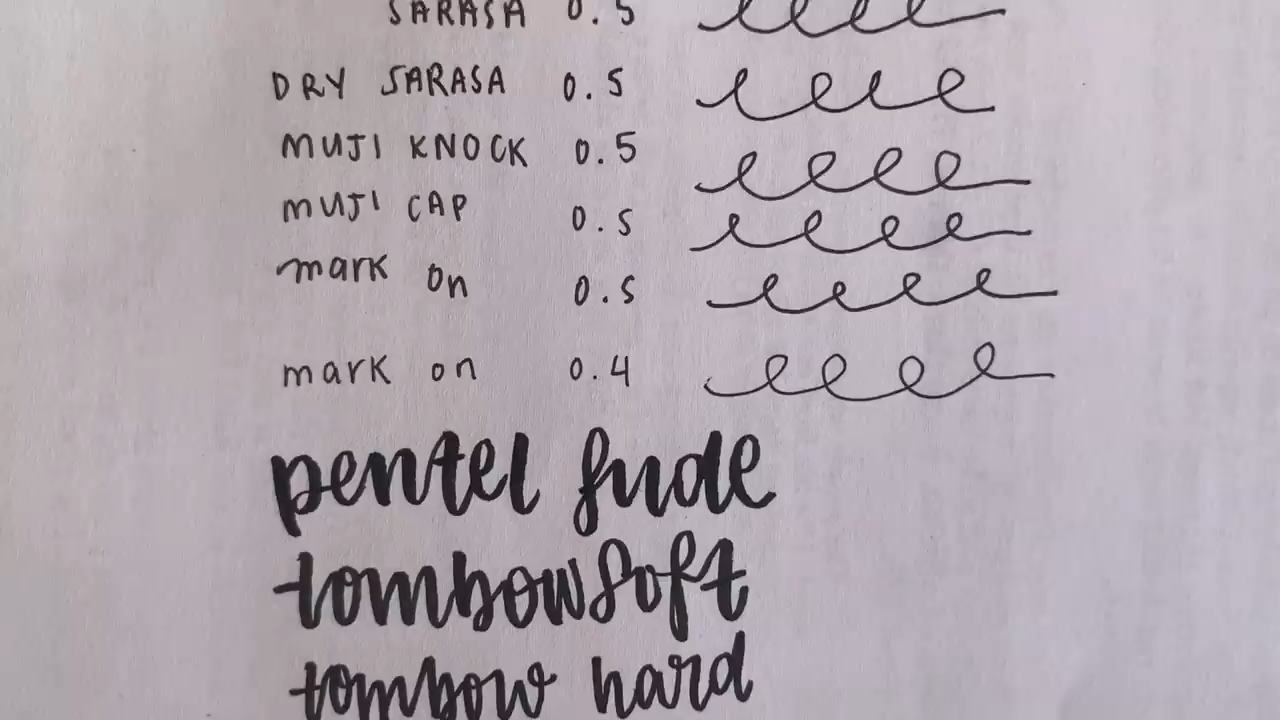 SARASA 0.5
DRY SARASA 0.5
MUJI KNOCK 0.5
MUJI CAP 0.5
mark on 0.5
mark on 0.4
pentel fude
tombow soft
tombow hard